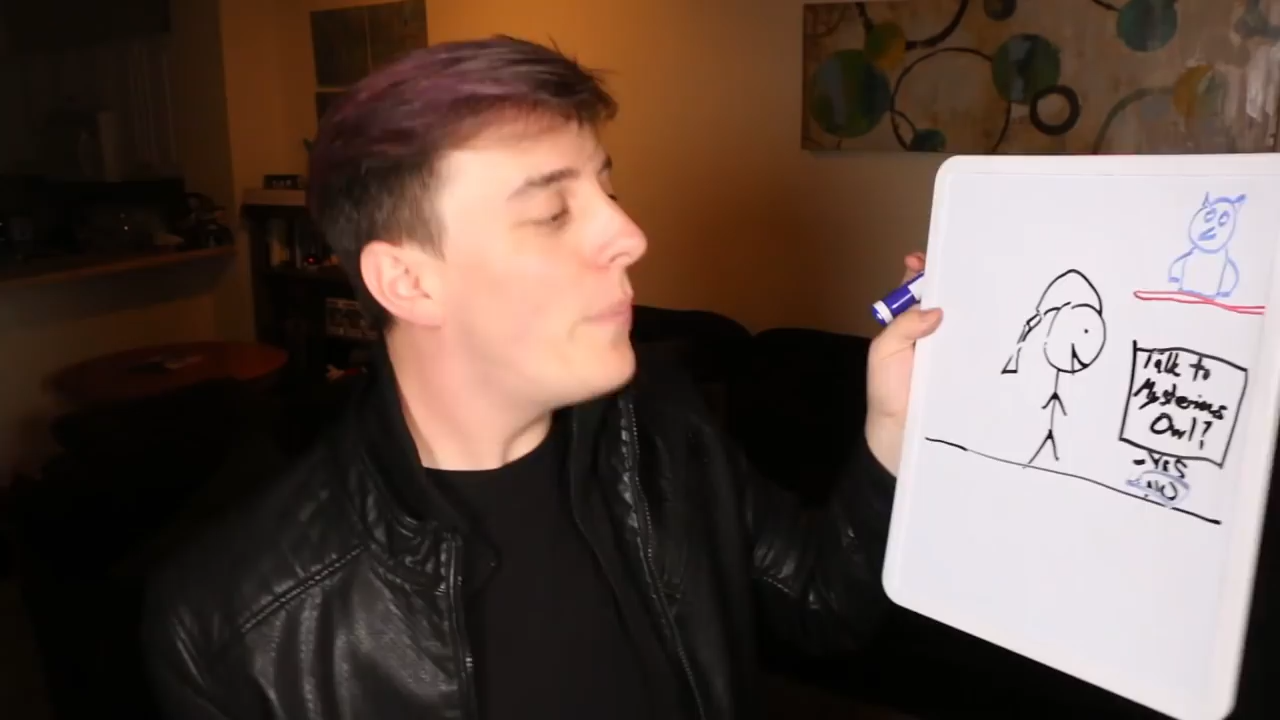 Talk to
Mysterious
Owl?
-Yes
-No